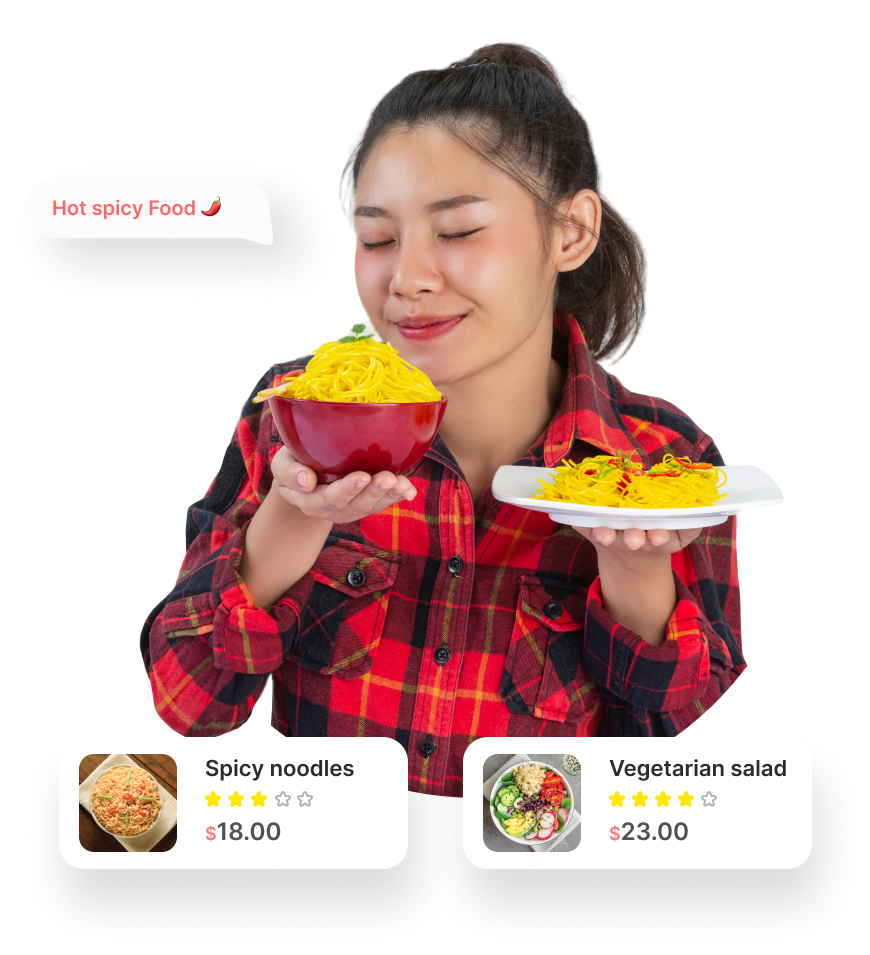 Hot spicy Food 🌶️
Spicy noodles
$18.00
Vegetarian salad
$23.00